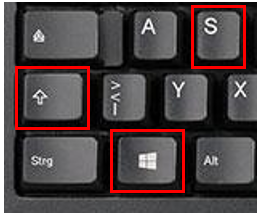 A S
> < | Y X
Strg Alt